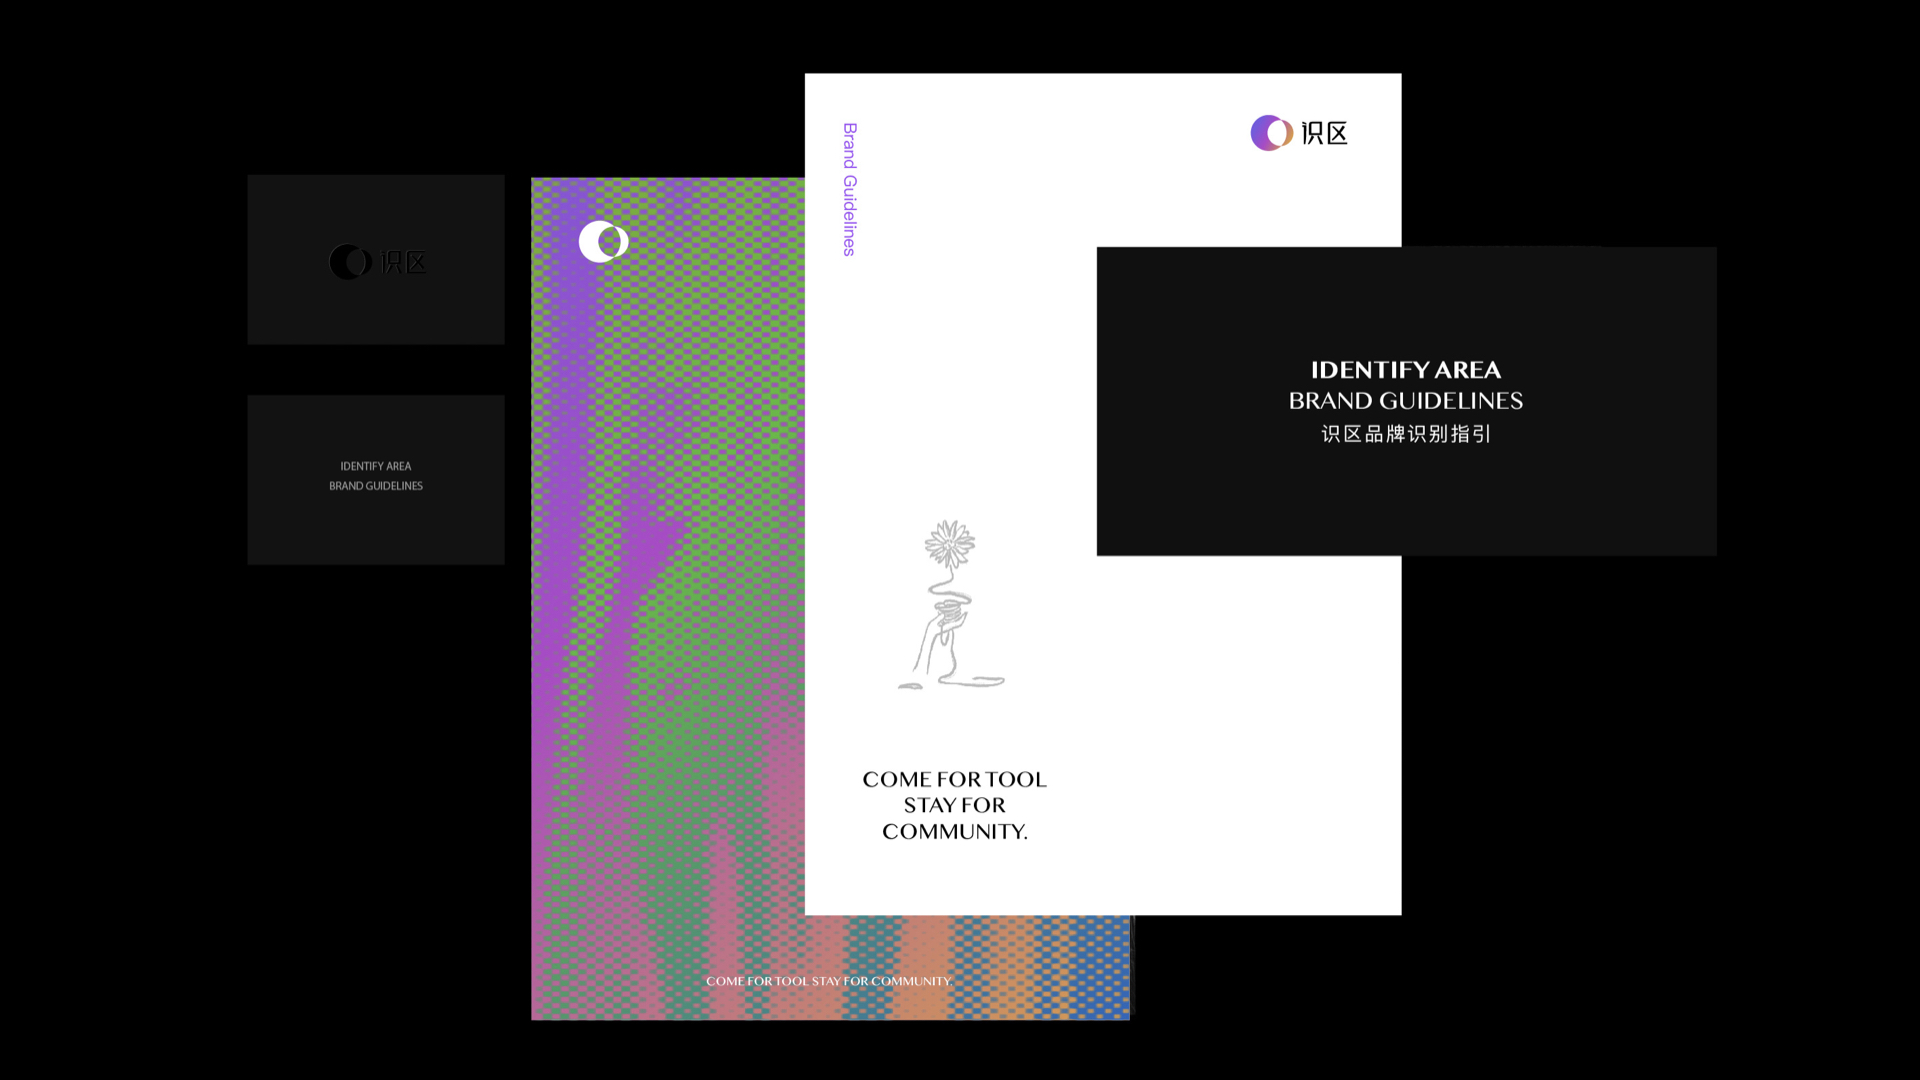 识区
IDENTIFY AREA
BRAND GUIDELINES
COME FOR TOOL STAY FOR COMMUNITY.
Brand Guidelines
识区
COME FOR TOOL
STAY FOR
COMMUNITY.
IDENTIFY AREA
BRAND GUIDELINES
识区品牌识别指引